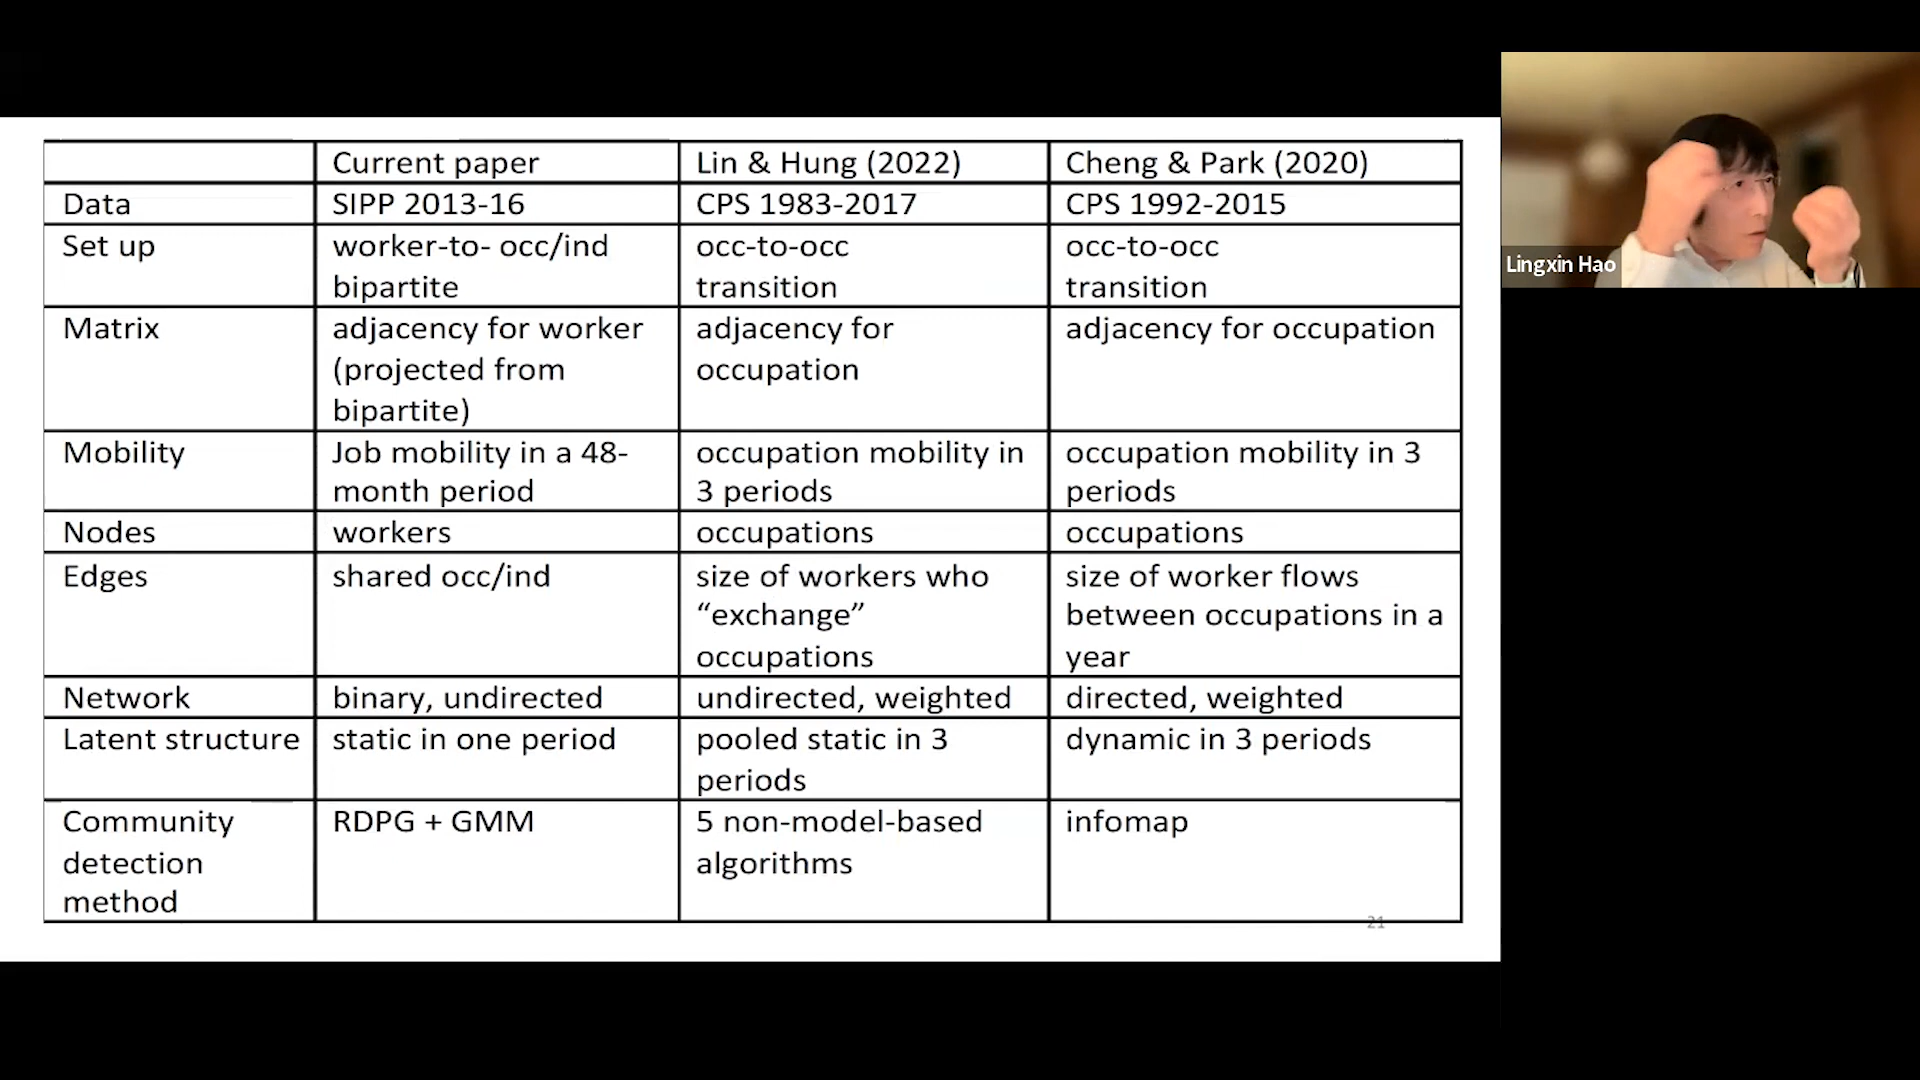 Current paper
Lin & Hung (2022)
Cheng & Park (2020)
Data
SIPP 2013-16
CPS 1983-2017
CPS 1992-2015
Set up
worker-to- occ/ind
bipartite
occ-to-occ
transition
occ-to-occ
transition
Matrix
adjacency for worker
(projected from
bipartite)
adjacency for
occupation
adjacency for occupation
Mobility
Job mobility in a 48-
month period
occupation mobility in
3 periods
occupation mobility in 3
periods
Nodes
workers
occupations
occupations
Edges
shared occ/ind
size of workers who
“exchange”
occupations
size of worker flows
between occupations in a
year
Network
binary, undirected
undirected, weighted
directed, weighted
Latent structure
static in one period
pooled static in 3
periods
dynamic in 3 periods
Community
detection
method
RDPG + GMM
5 non-model-based
algorithms
infomap
21
Lingxin Hao